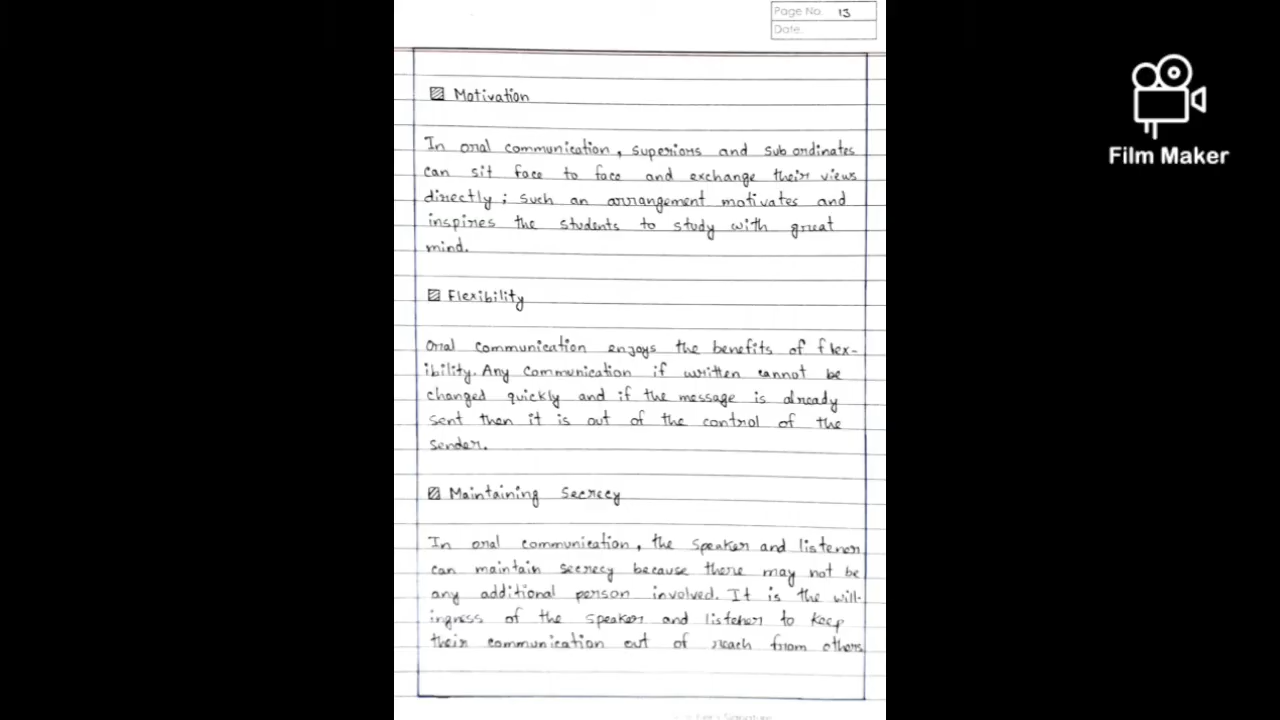 Page No. 13
Date.
Motivation
In oral communication, superiors and subordinates
can sit face to face and exchange their views
directly; such an arrangement motivates and
inspires the students to study with great
mind.
Flexibility
Oral communication enjoys the benefits of flex-
ibility. Any communication if written cannot be
changed quickly and if the message is already
sent then it is out of the control of the
sender.
Maintaining secrecy
In oral communication, the speaker and listener
can maintain secrecy because there may not be
any additional person involved. It is the will-
ingness of the speaker and listener to keep
their communication out of reach from others
Film Maker